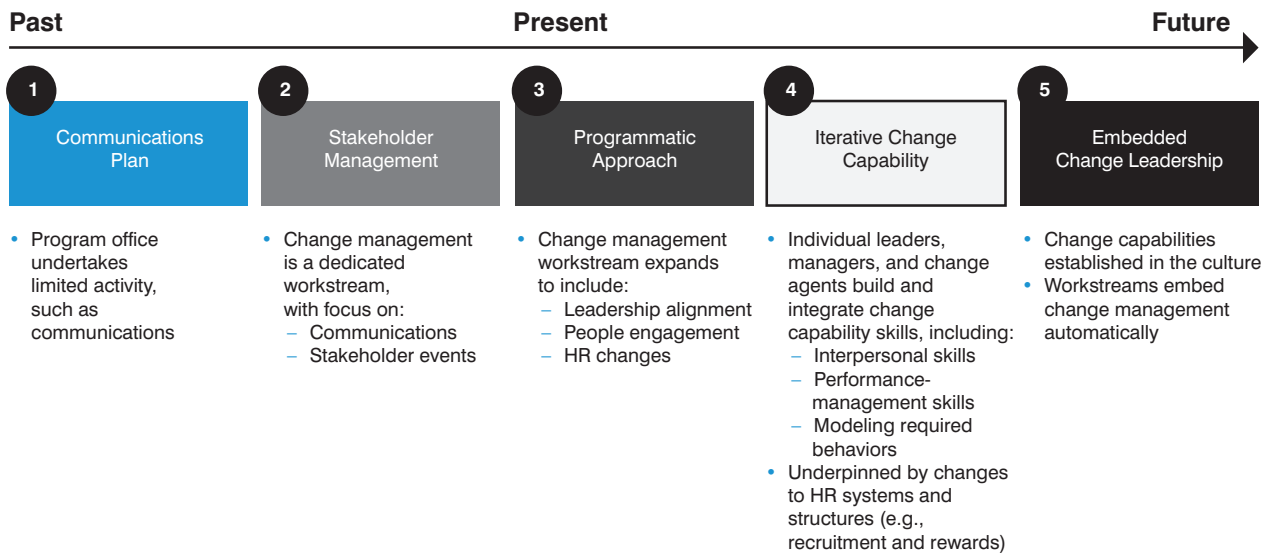 Past
Present
Future
1
Communications
Plan
• Program office
undertakes
limited activity,
such as
communications
2
Stakeholder
Management
• Change management
is a dedicated
workstream,
with focus on:
– Communications
– Stakeholder events
3
Programmatic
Approach
• Change management
workstream expands
to include:
– Leadership alignment
– People engagement
– HR changes
4
Iterative Change
Capability
• Individual leaders,
managers, and change
agents build and
integrate change
capability skills, including:
– Interpersonal skills
– Performance-
management skills
– Modeling required
behaviors
• Underpinned by changes
to HR systems and
structures (e.g.,
recruitment and rewards)
5
Embedded
Change Leadership
• Change capabilities
established in the culture
• Workstreams embed
change management
automatically